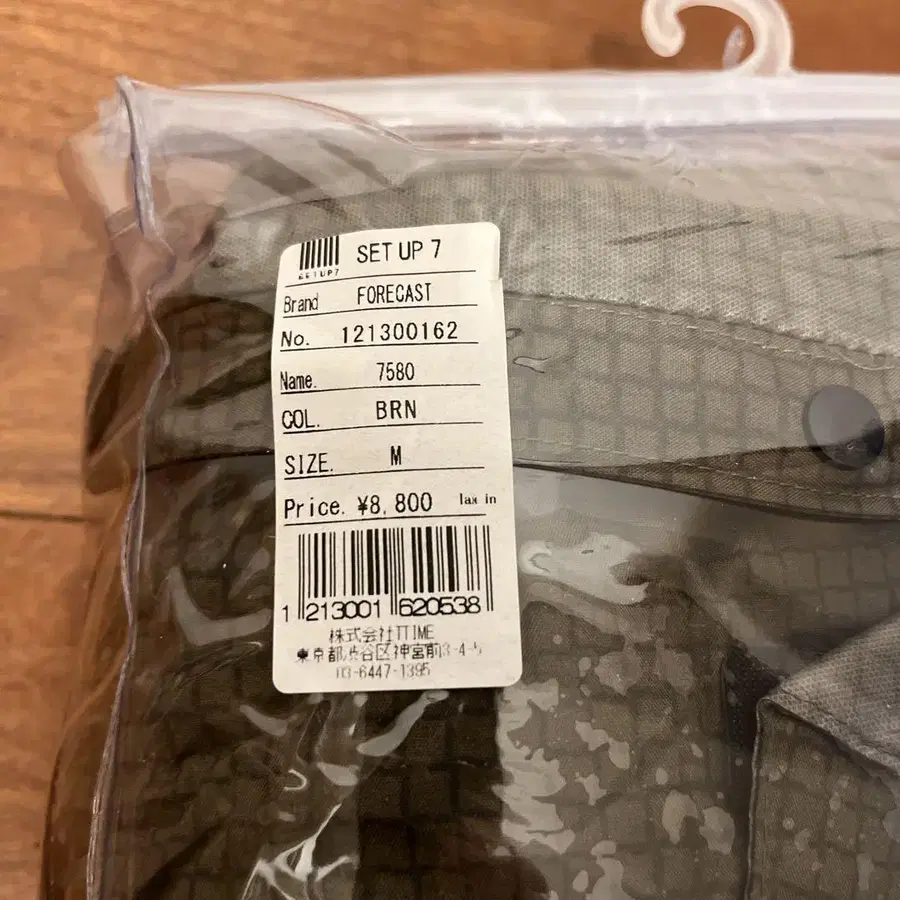 SET UP 7
SETUP7
Brand FORECAST
No. 121300162
Name. 7580
COL. BRN
SIZE. M
Price. ¥8,800 tax in
1 213001 620538
株式会社TTIME
東京都渋谷区神宮前3-4-5
03-6447-1395